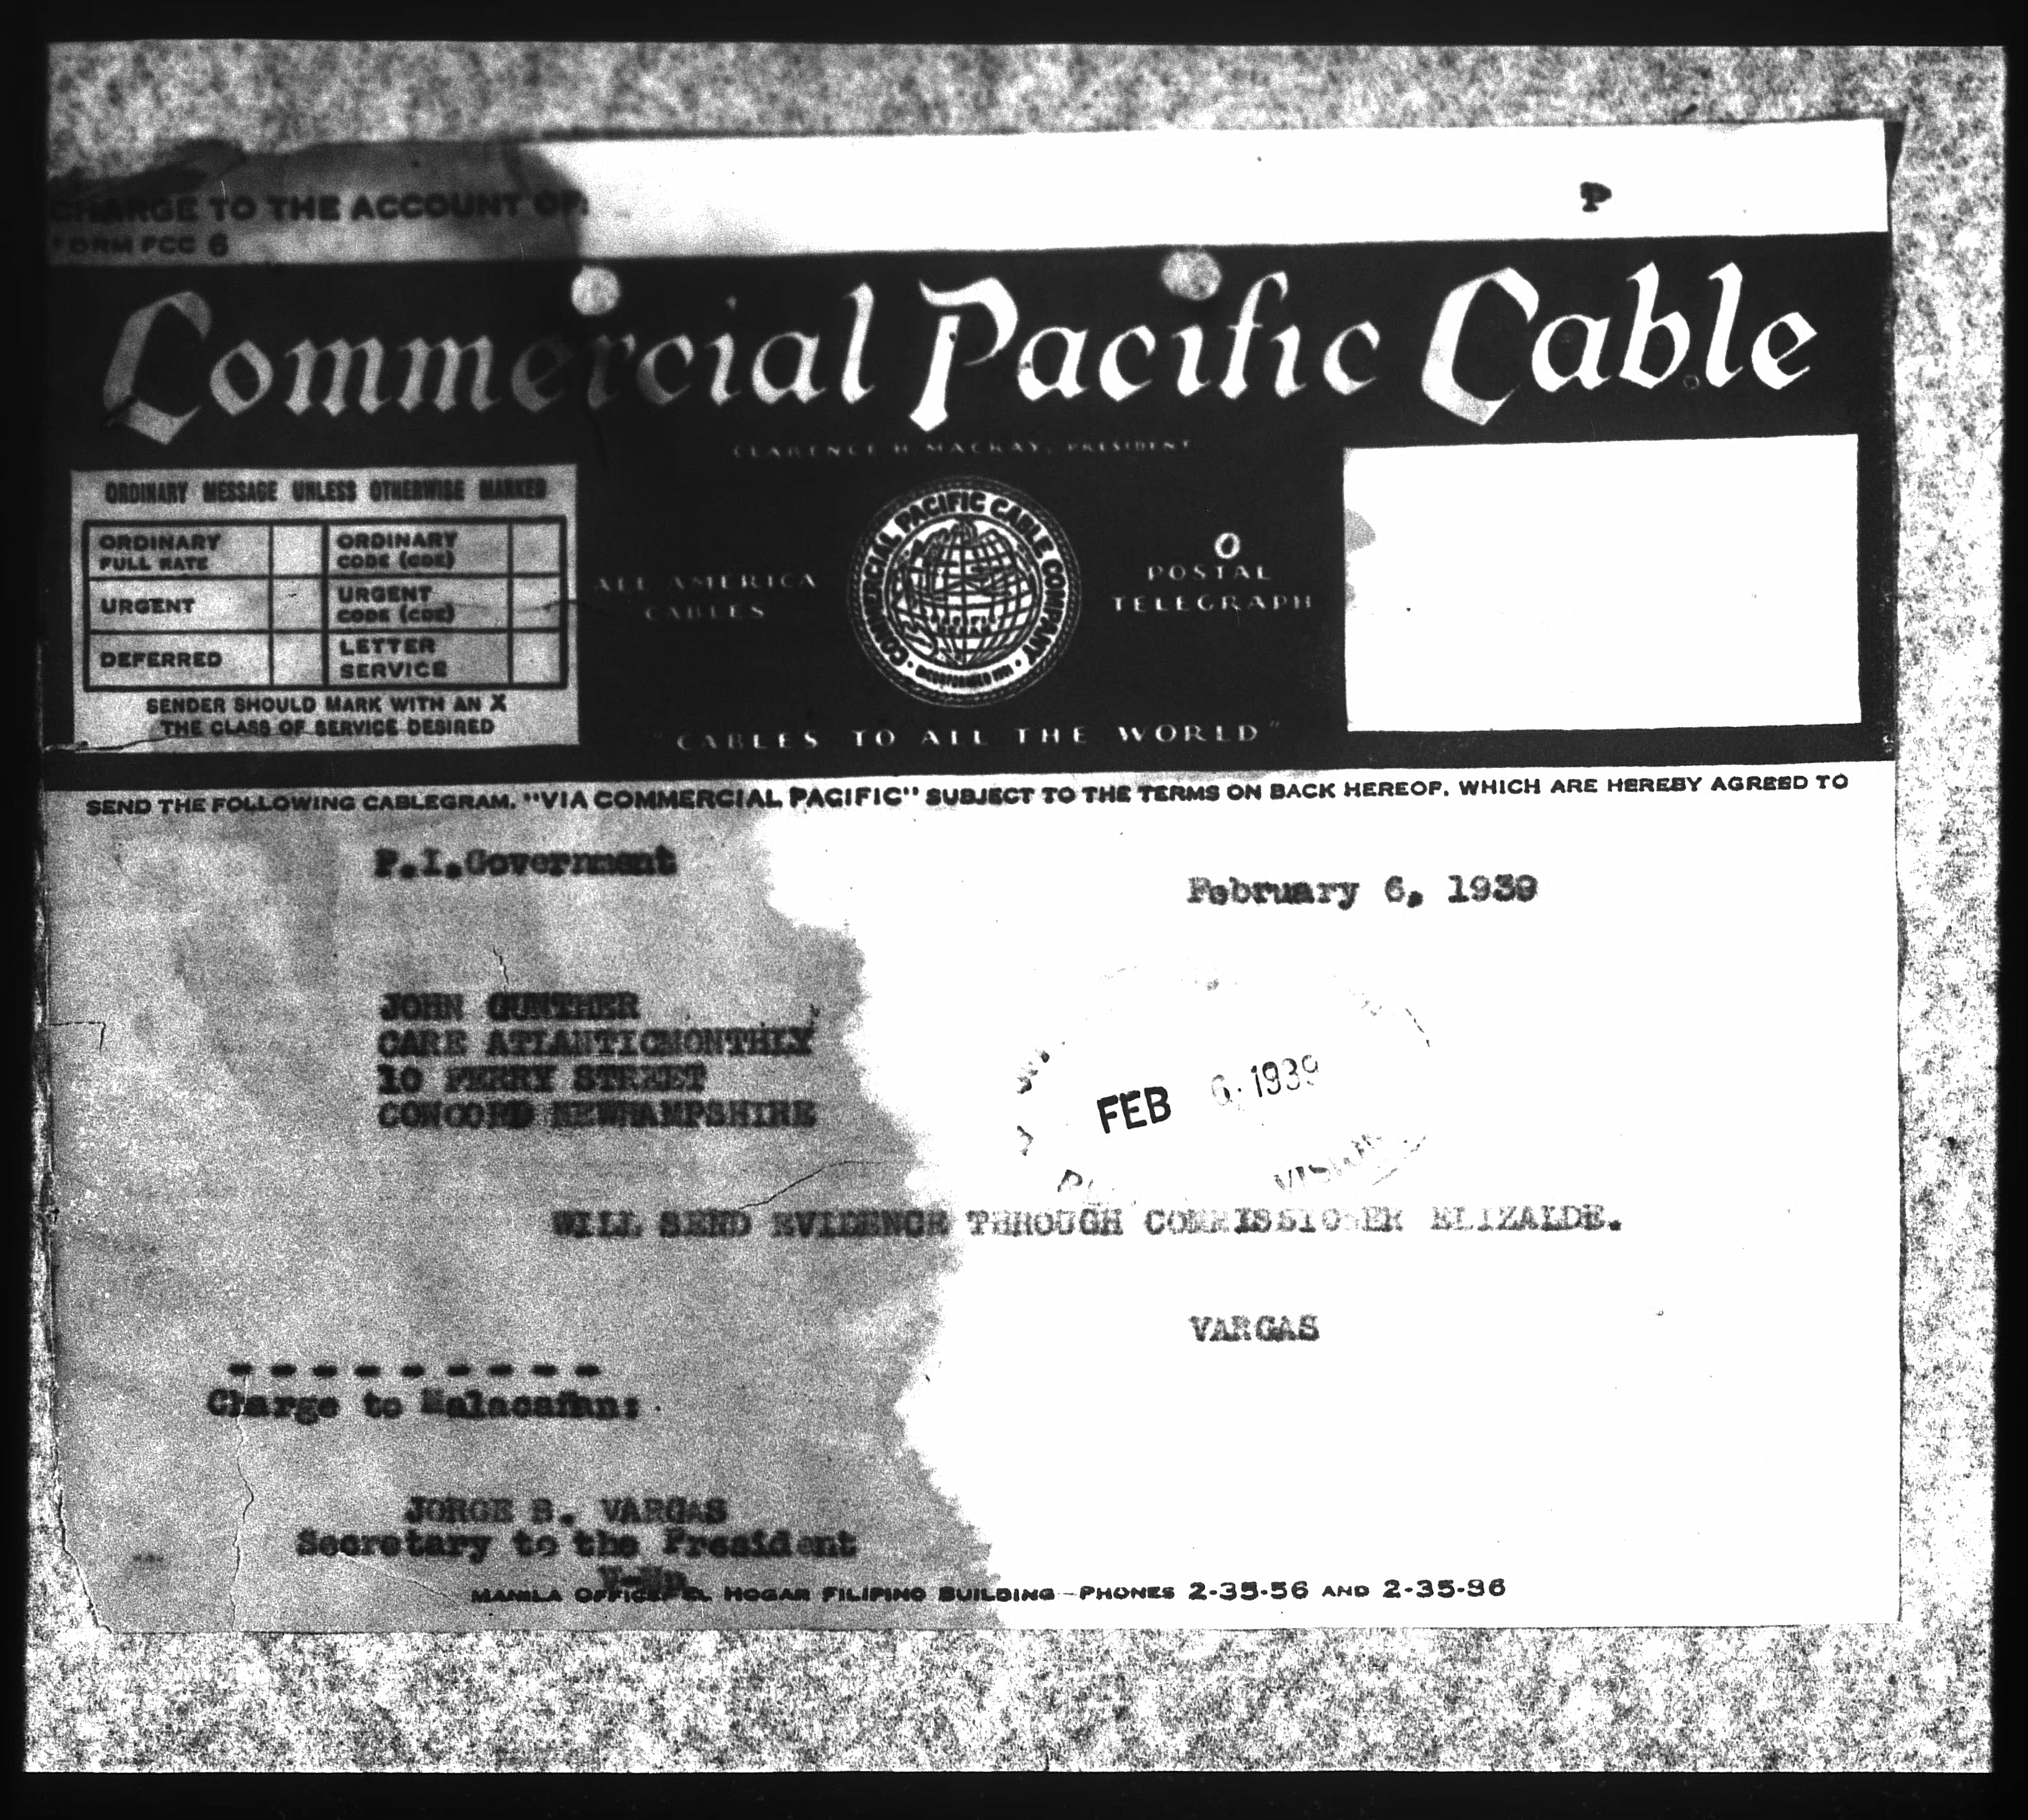 P
CHARGE TO THE ACCOUNT OF:
FORM FCC 6
Commercial Pacific Cable
CLARENCE H. MACKAY, PRESIDENT
ORDINARY MESSAGE UNLESS OTHERWISE MARKED
ORDINARY FULL RATE
ORDINARY CODE (CDE)
URGENT
URGENT CODE (CDE)
DEFERRED
LETTER SERVICE
SENDER SHOULD MARK WITH AN X
THE CLASS OF SERVICE DESIRED
ALL AMERICA
CABLES
COMMERCIAL PACIFIC CABLE COMPANY
POSTAL
TELEGRAPH
"CABLES TO ALL THE WORLD"
SEND THE FOLLOWING CABLEGRAM, "VIA COMMERCIAL PACIFIC" SUBJECT TO THE TERMS ON BACK HEREOF, WHICH ARE HEREBY AGREED TO
P.I.Government
February 6, 1939
JOHN GUNTHER
CARE ATLANTICMONTHLY
10 FERRY STREET
CONCORD NEWHAMPSHIRE
FEB 6 · 1939
WILL SEND EVIDENCE THROUGH COMMISSIONER ELIZALDE.
VARGAS
- - - - - - - - -
Charge to Malacañan:
JORGE B. VARGAS
Secretary to the President
MANILA OFFICE: EL HOGAR FILIPINO BUILDING—PHONES 2-35-56 AND 2-35-96